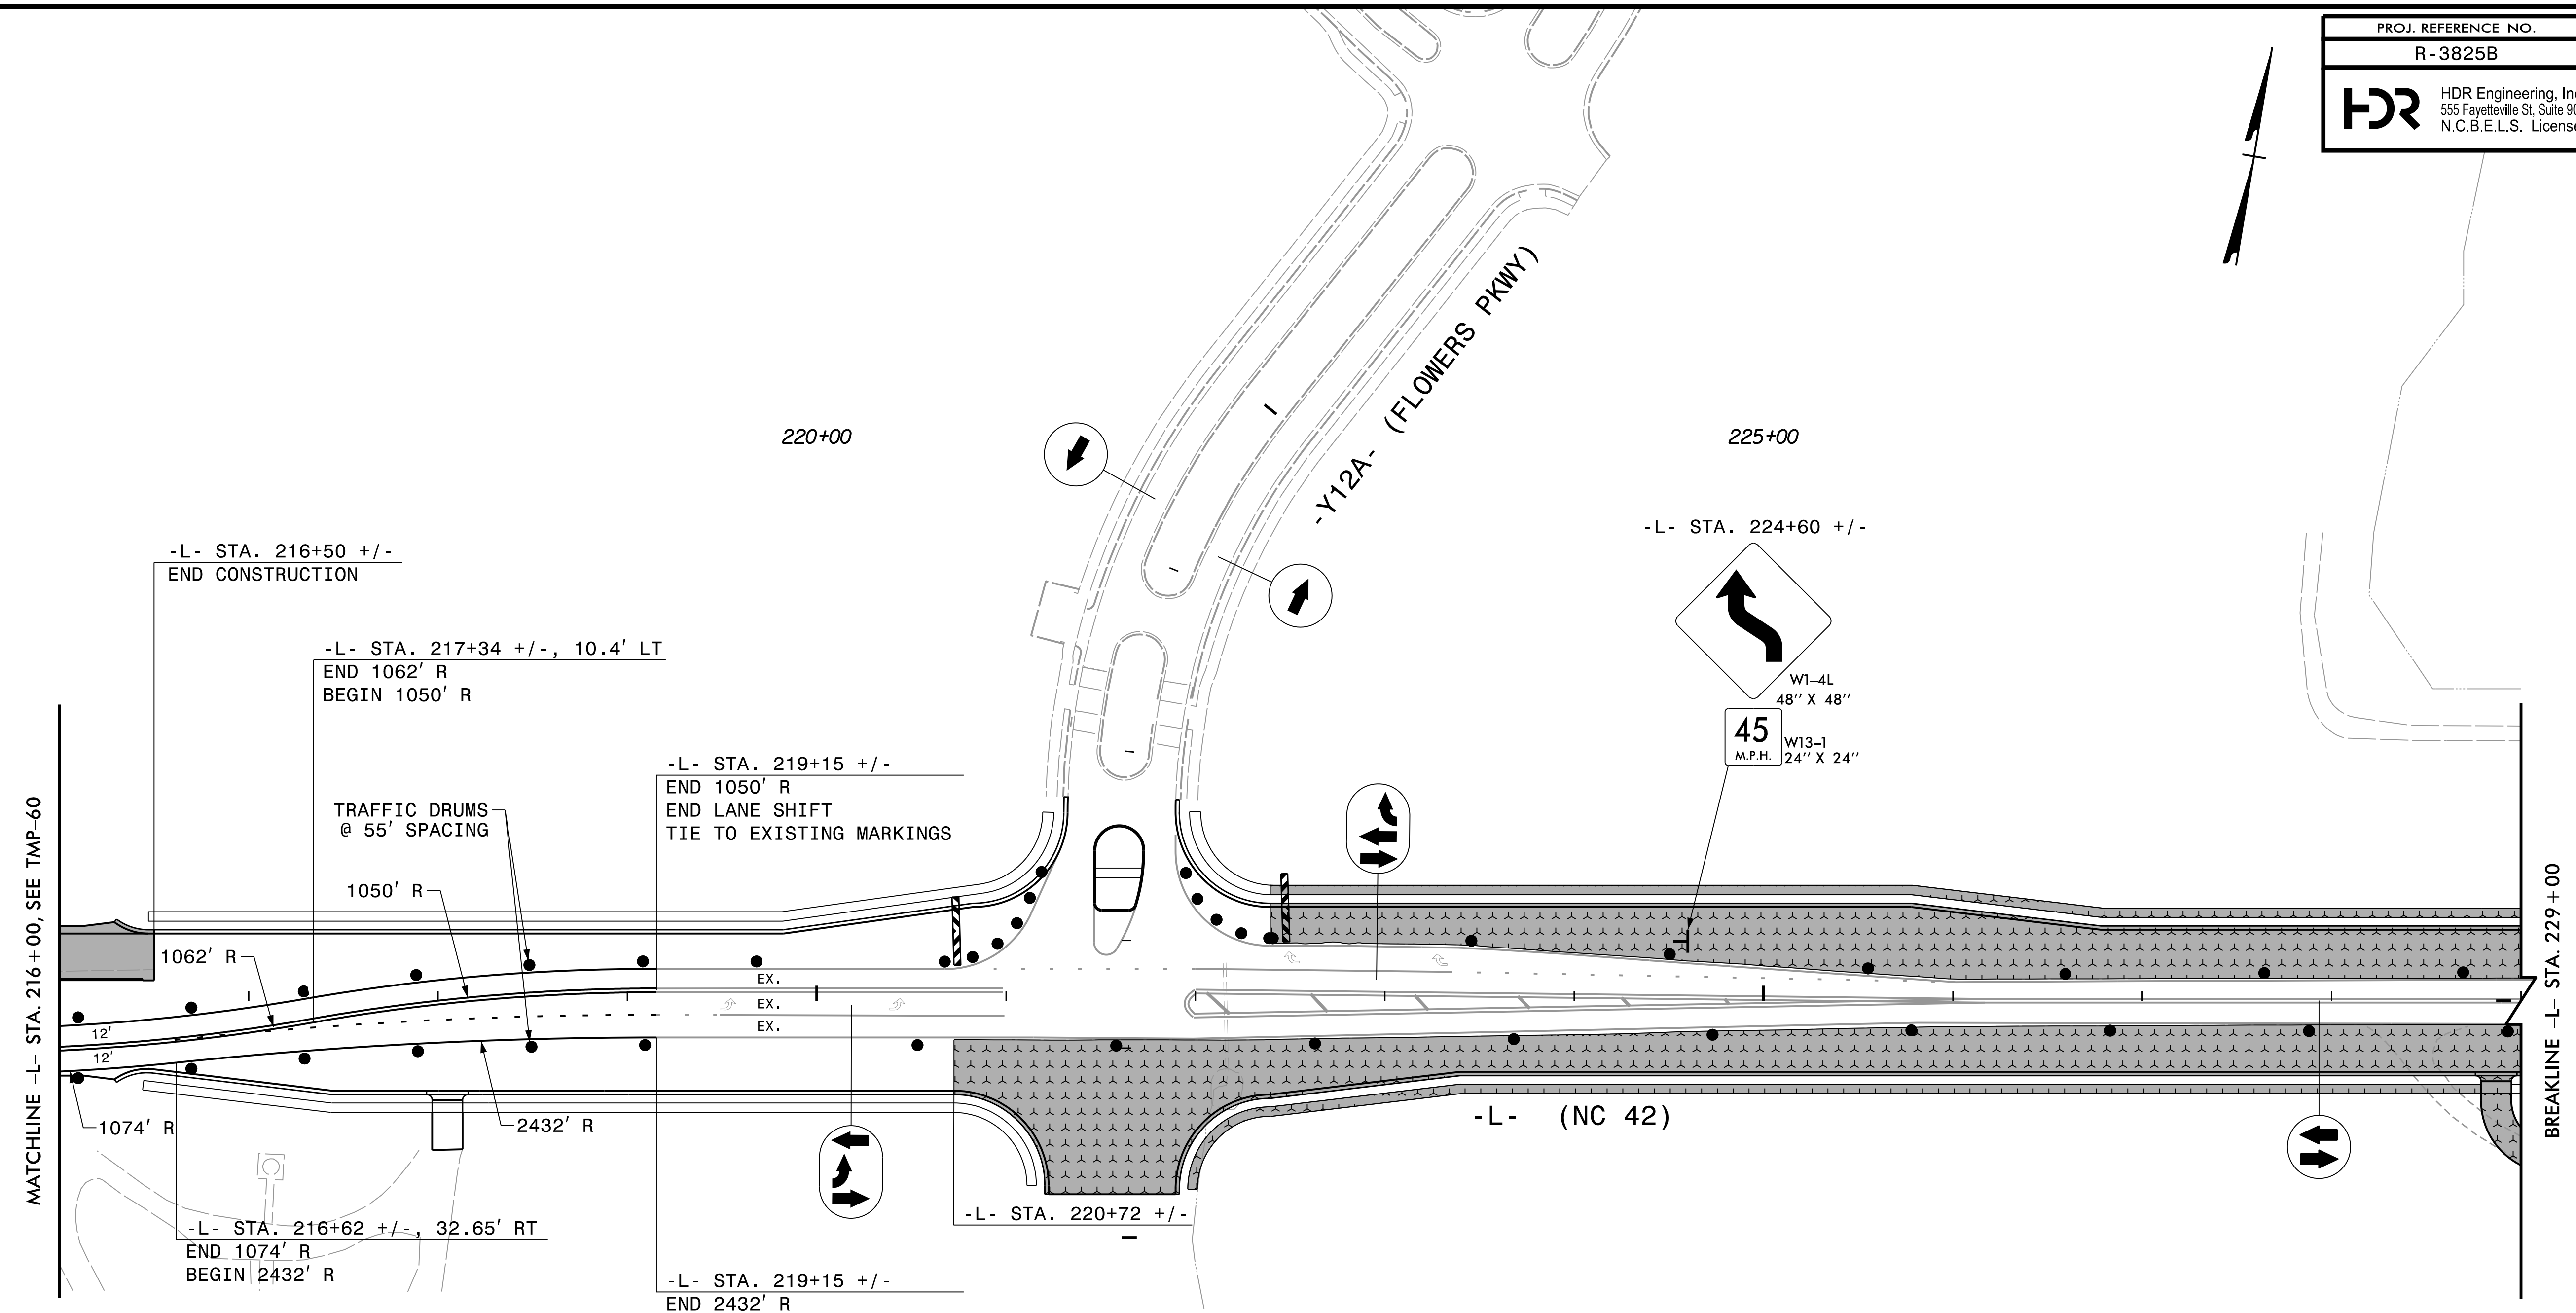 PROJ. REFERENCE NO.
R-3825B
HDR
HDR Engineering, Inc
555 Fayetteville St, Suite 90
N.C.B.E.L.S. License
-Y12A- (FLOWERS PKWY)
220+00
225+00
-L- STA. 224+60 +/-
W1-4L
48'' X 48''
45
M.P.H.
W13-1
24'' X 24''
-L- STA. 216+50 +/-
END CONSTRUCTION
-L- STA. 217+34 +/-, 10.4' LT
END 1062' R
BEGIN 1050' R
-L- STA. 219+15 +/-
END 1050' R
END LANE SHIFT
TIE TO EXISTING MARKINGS
TRAFFIC DRUMS
@ 55' SPACING
1050' R
1062' R
MATCHLINE -L- STA. 216+00, SEE TMP-60
BREAKLINE -L- STA. 229+00
EX.
EX.
EX.
12'
12'
1074' R
2432' R
-L- (NC 42)
-L- STA. 216+62 +/-, 32.65' RT
END 1074' R
BEGIN 2432' R
-L- STA. 220+72 +/-
-L- STA. 219+15 +/-
END 2432' R
C